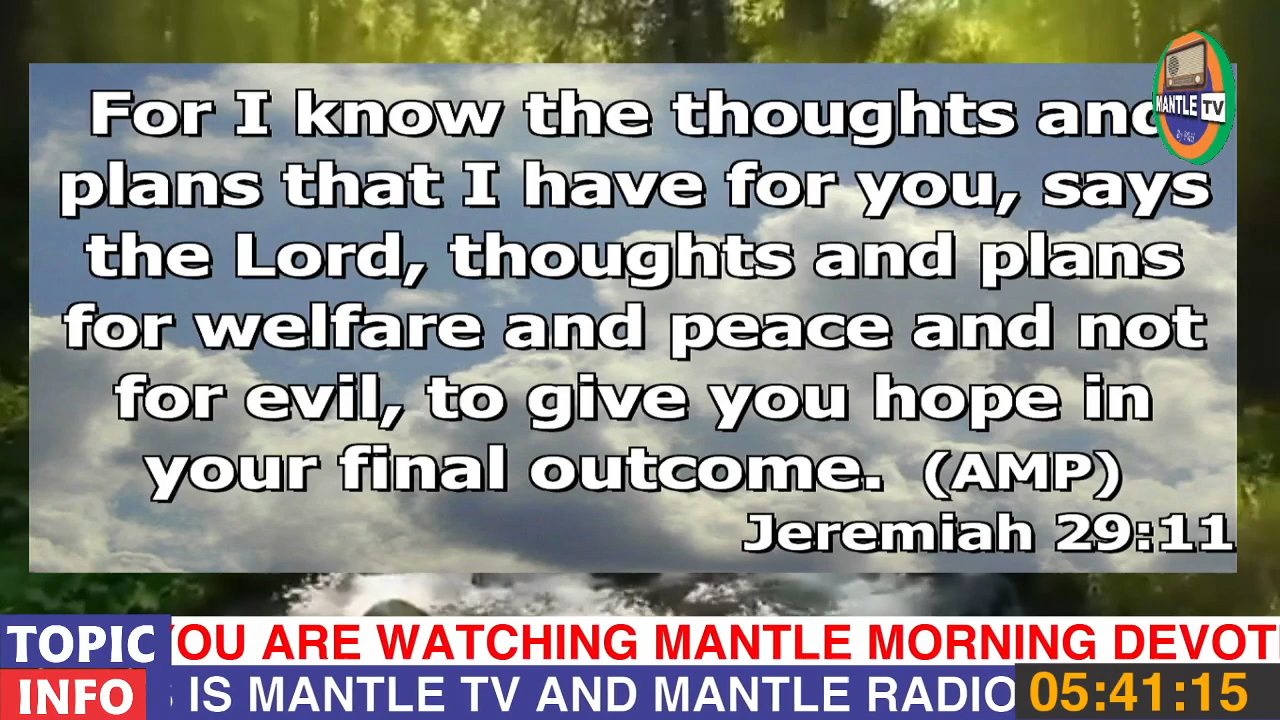 For I know the thoughts and
plans that I have for you, says
the Lord, thoughts and plans
for welfare and peace and not
for evil, to give you hope in
your final outcome. (AMP)
Jeremiah 29:11
MANTLE TV
TOPIC
YOU ARE WATCHING MANTLE MORNING DEVOT
INFO
S IS MANTLE TV AND MANTLE RADIO
05:41:15